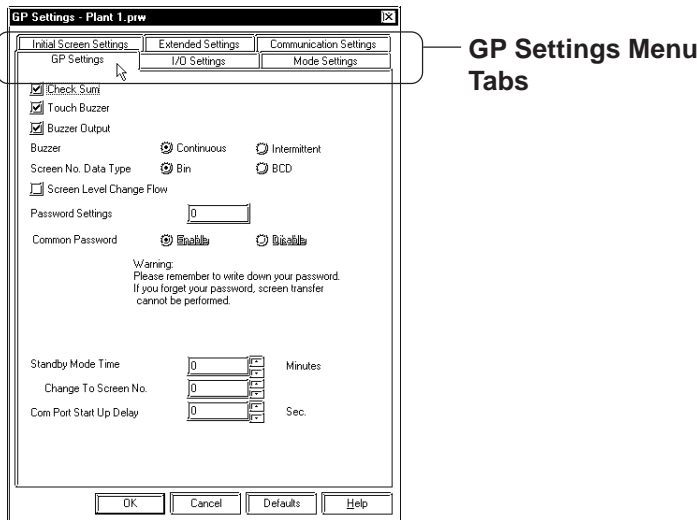 GP Settings - Plant 1.prw
Initial Screen Settings Extended Settings Communication Settings
GP Settings I/O Settings Mode Settings
GP Settings Menu
Tabs
Check Sum
Touch Buzzer
Buzzer Output
Buzzer Continuous Intermittent
Screen No. Data Type Bin BCD
Screen Level Change Flow
Password Settings 0
Common Password Enable Disable
Warning:
Please remember to write down your password.
If you forget your password, screen transfer
cannot be performed.
Standby Mode Time 0 Minutes
Change To Screen No. 0
Com Port Start Up Delay 0 Sec.
OK Cancel Defaults Help